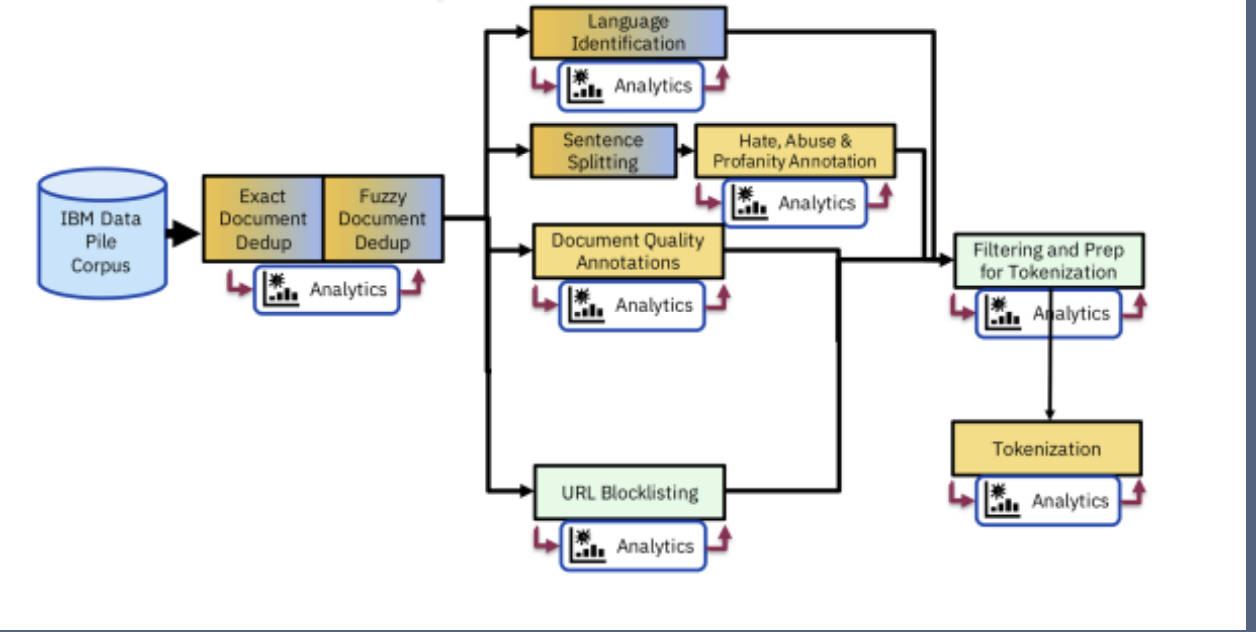 Language
Identification
Analytics
Sentence
Splitting
Hate, Abuse &
Profanity Annotation
Analytics
IBM Data
Pile
Corpus
Exact
Document
Dedup
Fuzzy
Document
Dedup
Analytics
Document Quality
Annotations
Analytics
Filtering and Prep
for Tokenization
Analytics
Tokenization
Analytics
URL Blocklisting
Analytics